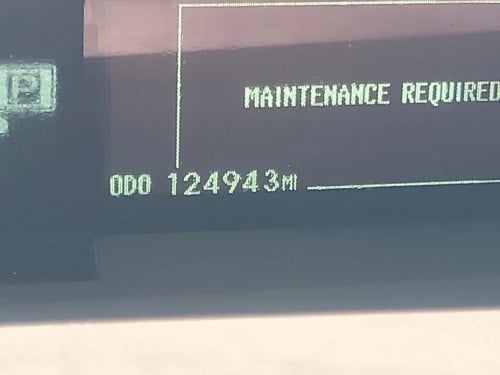 P
MAINTENANCE REQUIRED
ODO 124943MI